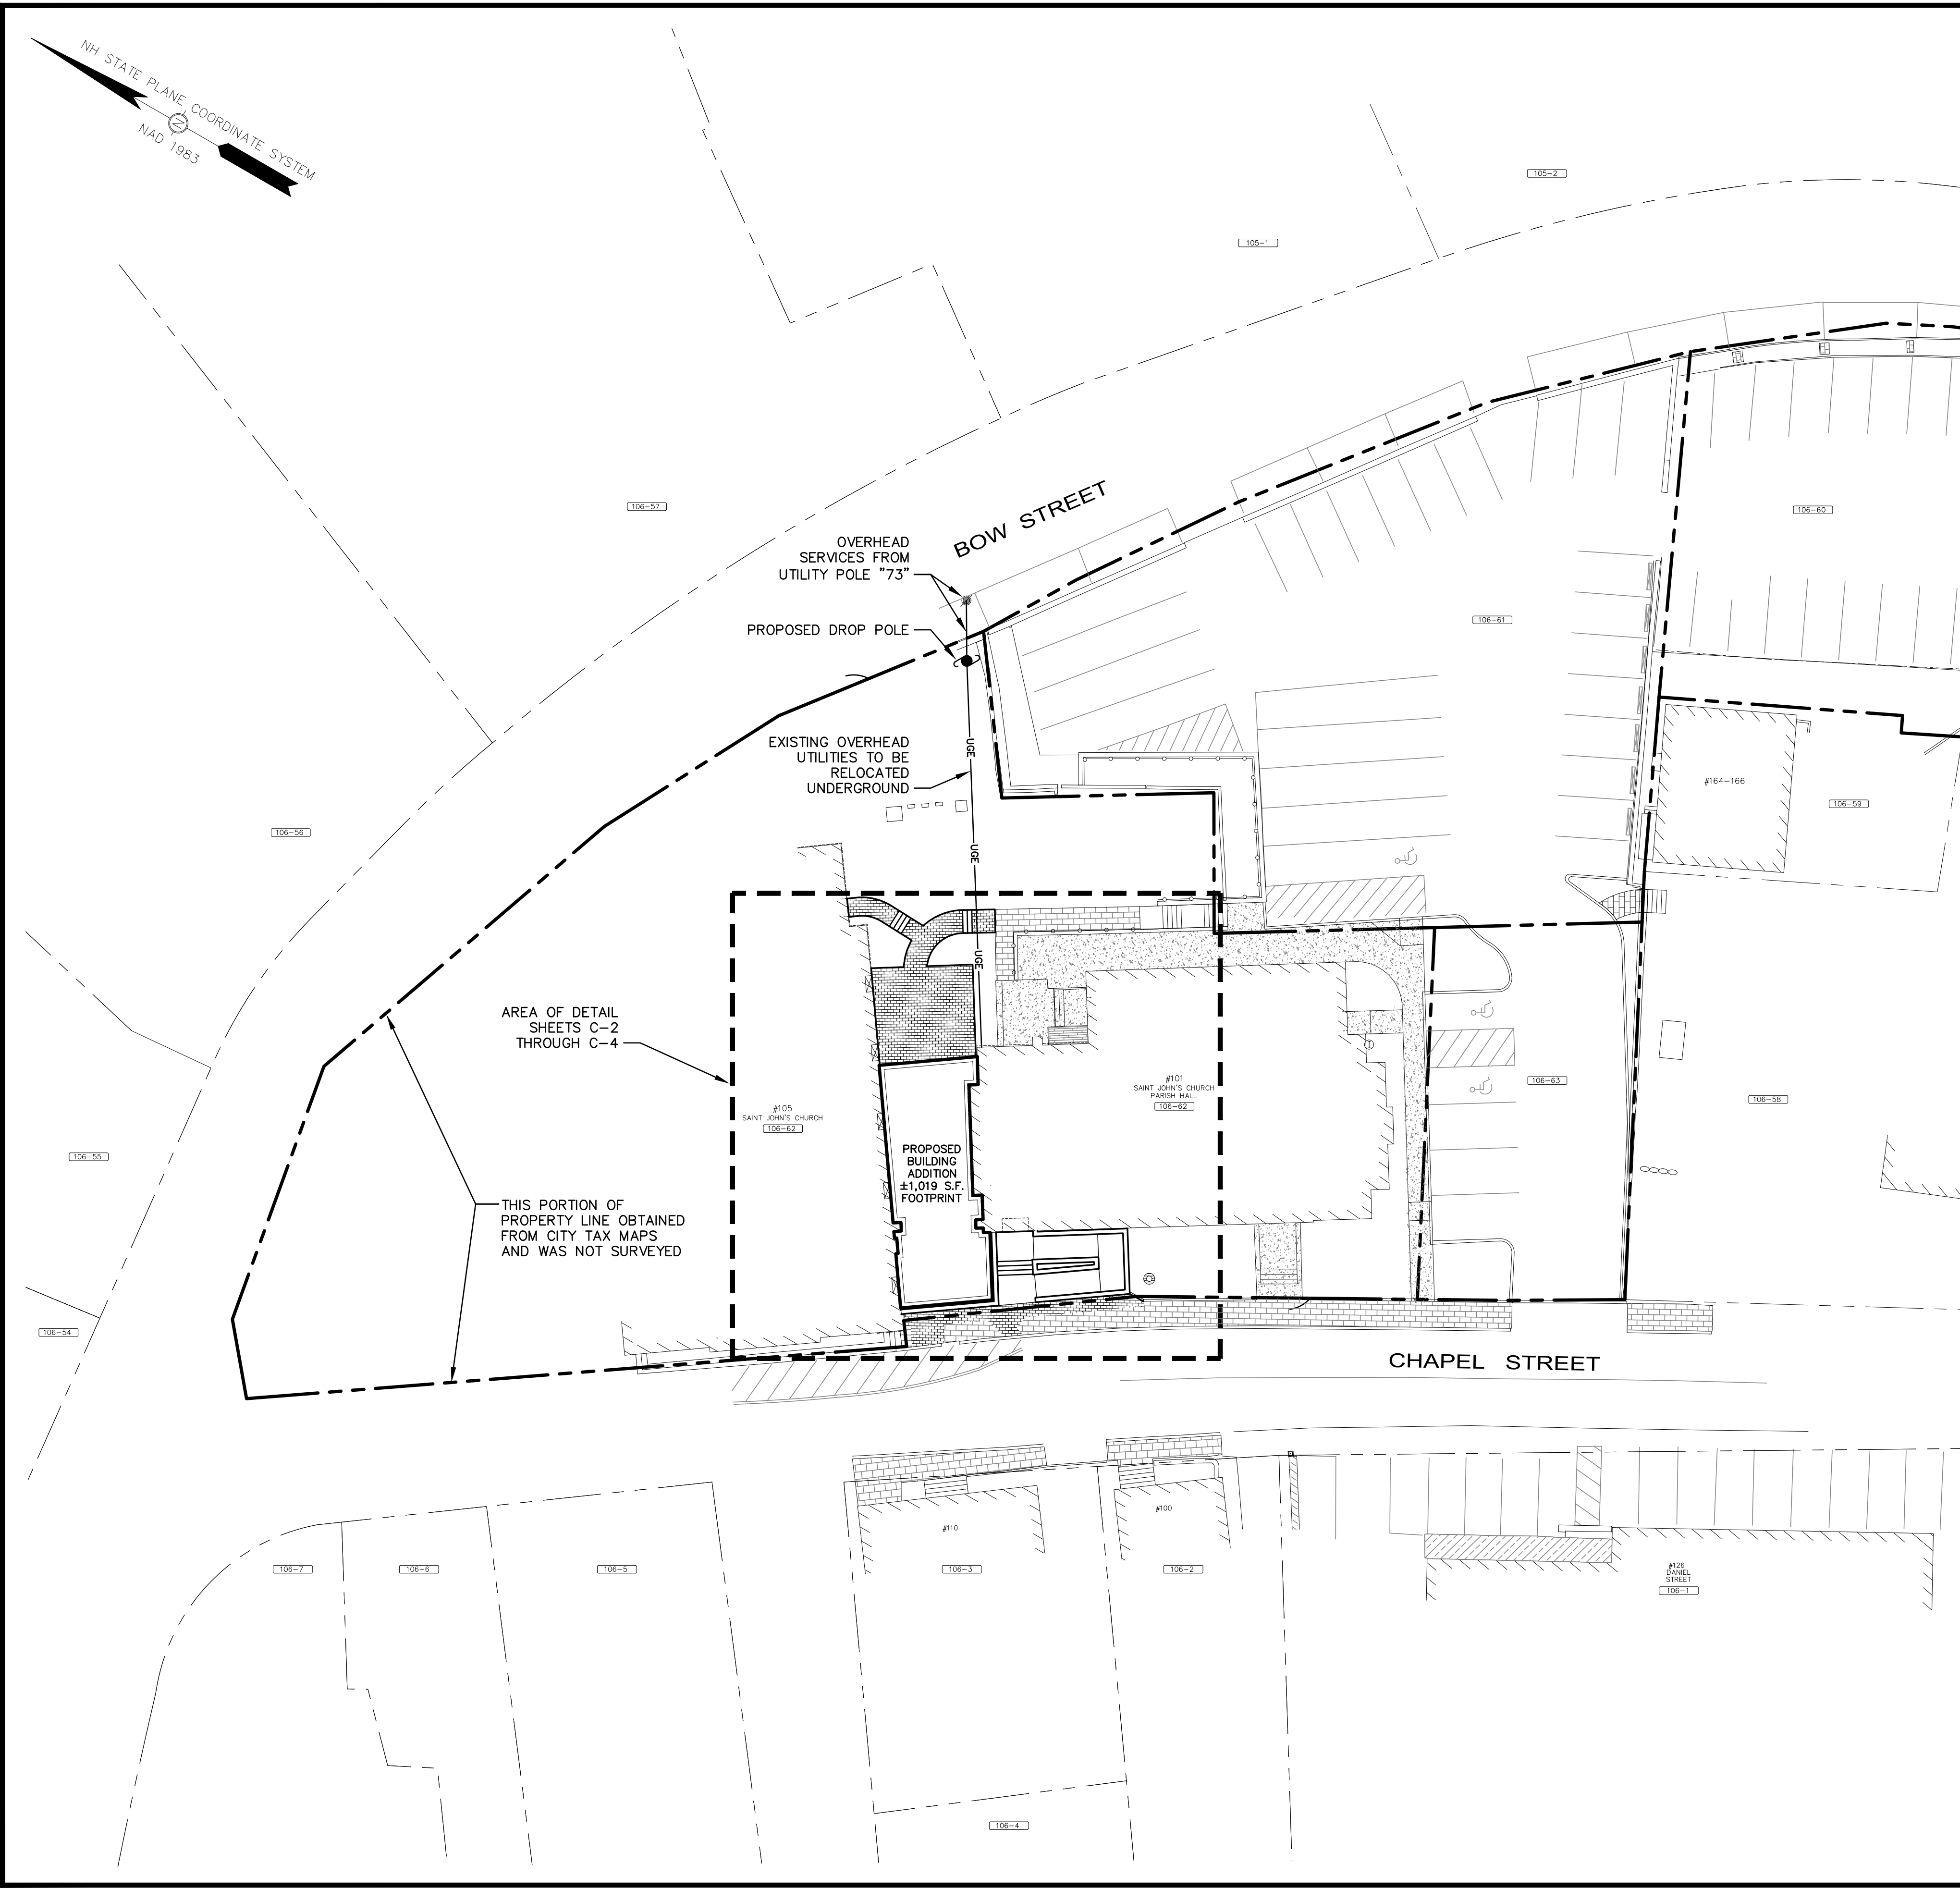 NH STATE PLANE COORDINATE SYSTEM
N
NAD 1983
105-2
105-1
106-57
106-60
BOW STREET
OVERHEAD
SERVICES FROM
UTILITY POLE "73"
PROPOSED DROP POLE
106-61
EXISTING OVERHEAD
UTILITIES TO BE
RELOCATED
UNDERGROUND
UGE
UGE
UGE
#164-166
106-59
106-56
AREA OF DETAIL
SHEETS C-2
THROUGH C-4
#105
SAINT JOHN'S CHURCH
106-62
#101
SAINT JOHN'S CHURCH
PARISH HALL
106-62
106-63
106-58
106-55
PROPOSED
BUILDING
ADDITION
±1,019 S.F.
FOOTPRINT
THIS PORTION OF
PROPERTY LINE OBTAINED
FROM CITY TAX MAPS
AND WAS NOT SURVEYED
106-54
CHAPEL STREET
#110
#100
106-7
106-6
106-5
106-3
106-2
#126
DANIEL
STREET
106-1
106-4